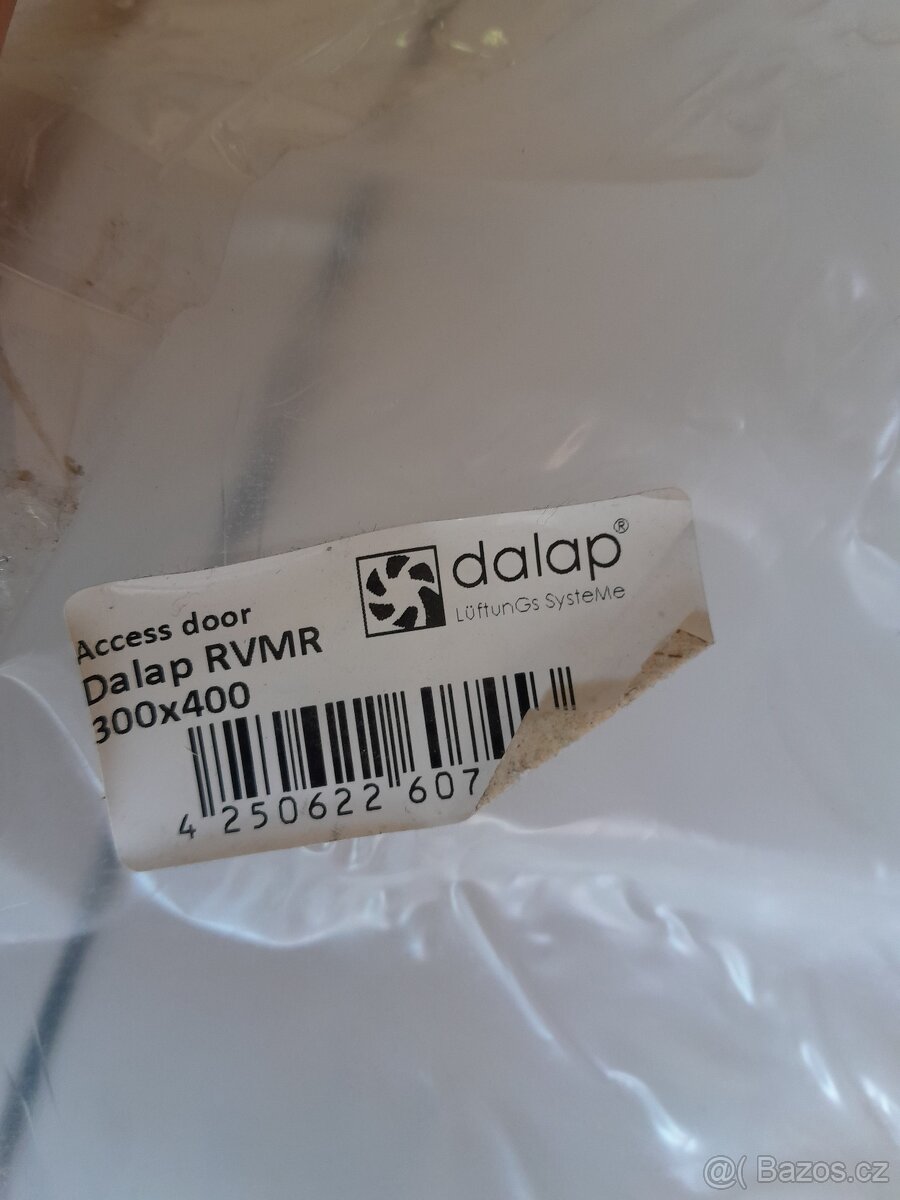 dalap®
LüftunGs SysteMe
Access door
Dalap RVMR
300x400
4 250622 607
@( Bazos.cz